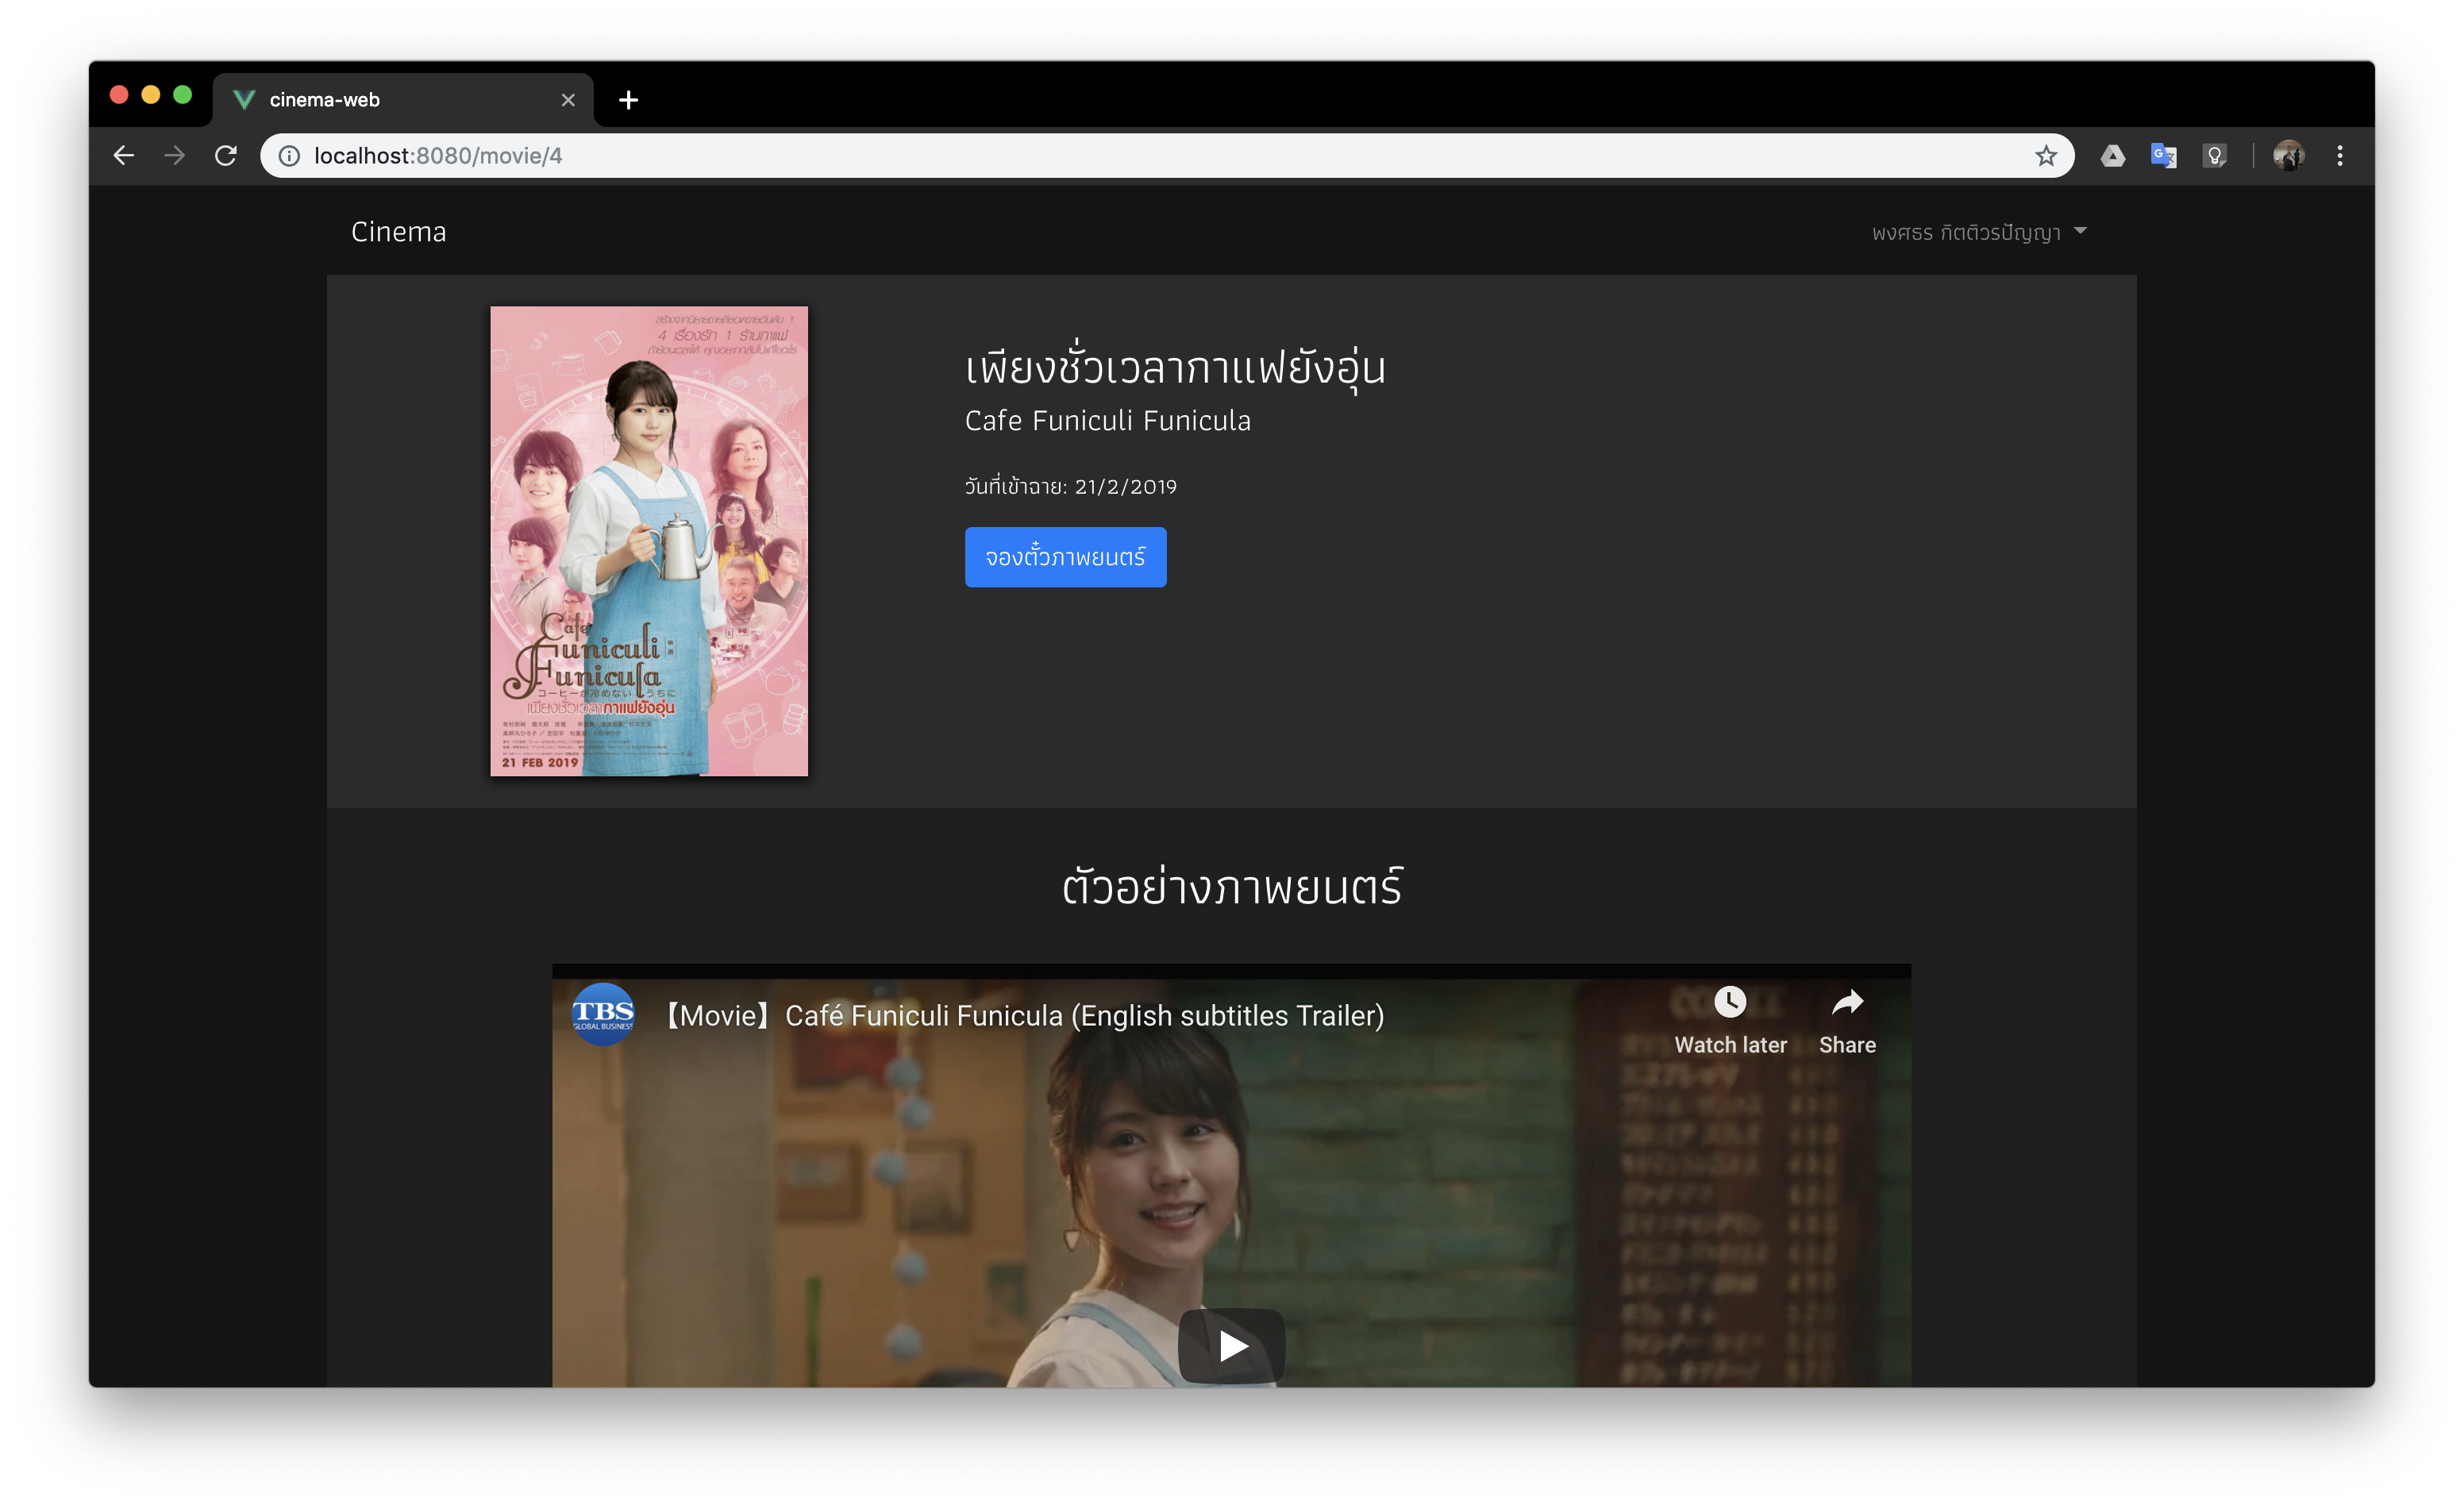 cinema-web
localhost:8080/movie/4
Cinema
พงศธร กิตติวรปัญญา
4 เรื่องรัก 1 ร้านกาแฟ
Cafe
Funiculi
Funicula
コーヒーが冷めないうちに
เพียงชั่วเวลากาแฟยังอุ่น
21 FEB 2019
เพียงชั่วเวลากาแฟยังอุ่น
Cafe Funiculi Funicula
วันที่เข้าฉาย: 21/2/2019
จองตั๋วภาพยนตร์
ตัวอย่างภาพยนตร์
TBS
GLOBAL BUSINESS
【Movie】Café Funiculi Funicula (English subtitles Trailer)
Watch later
Share